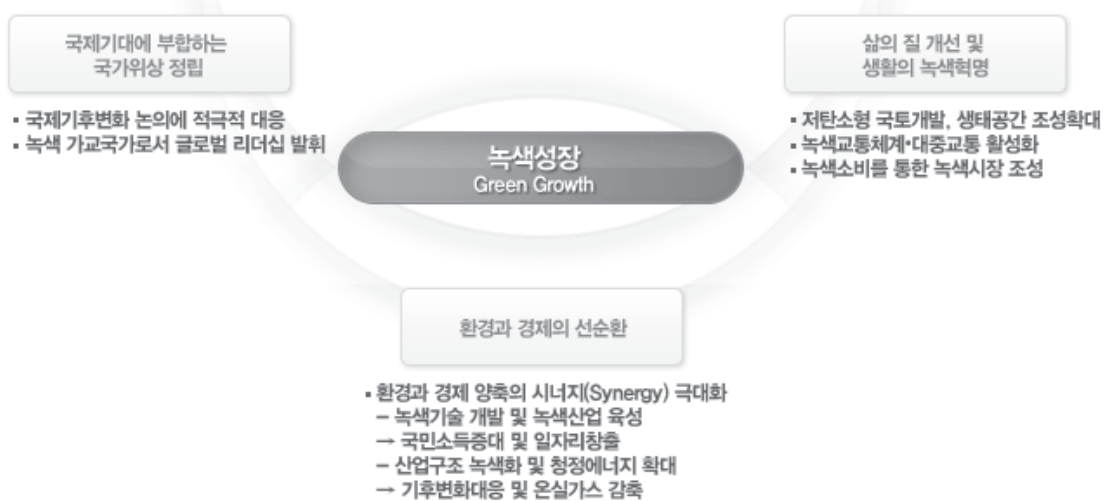 국제기대에 부합하는
국가위상 정립
▪ 국제기후변화 논의에 적극적 대응
▪ 녹색 가교국가로서 글로벌 리더십 발휘
녹색성장
Green Growth
삶의 질 개선 및
생활의 녹색혁명
▪ 저탄소형 국토개발, 생태공간 조성확대
▪ 녹색교통체계•대중교통 활성화
▪ 녹색소비를 통한 녹색시장 조성
환경과 경제의 선순환
▪ 환경과 경제 양축의 시너지(Synergy) 극대화
– 녹색기술 개발 및 녹색산업 육성
→ 국민소득증대 및 일자리창출
– 산업구조 녹색화 및 청정에너지 확대
→ 기후변화대응 및 온실가스 감축